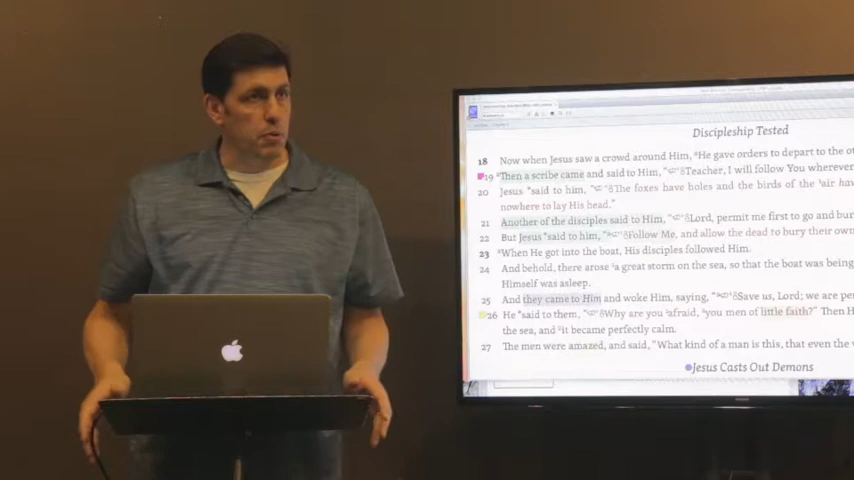 Discipleship Tested
18 Now when Jesus saw a crowd around Him, He gave orders to depart to the
19 Then a scribe came and said to Him, "Teacher, I will follow You wherever
20 Jesus *said to him, "The foxes have holes and the birds of the air have
nowhere to lay His head."
21 Another of the disciples said to Him, "Lord, permit me first to go and
22 But Jesus *said to him, "Follow Me, and allow the dead to bury their own
23 When He got into the boat, His disciples followed Him.
24 And behold, there arose a great storm on the sea, so that the boat was being
Himself was asleep.
25 And they came to Him and woke Him, saying, "Save us, Lord; we are
26 He *said to them, "Why are you afraid, you men of little faith?" Then
the sea, and it became perfectly calm.
27 The men were amazed, and said, "What kind of a man is this, that even the
Jesus Casts Out Demons